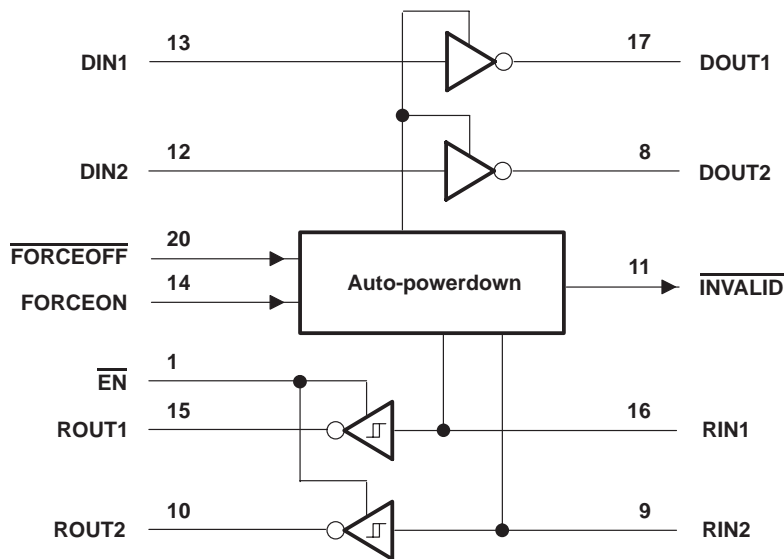 DIN1 13 17 DOUT1
DIN2 12 8 DOUT2
FORCEOFF 20
Auto-powerdown 11 INVALID
FORCEON 14
EN 1
ROUT1 15 16 RIN1
ROUT2 10 9 RIN2